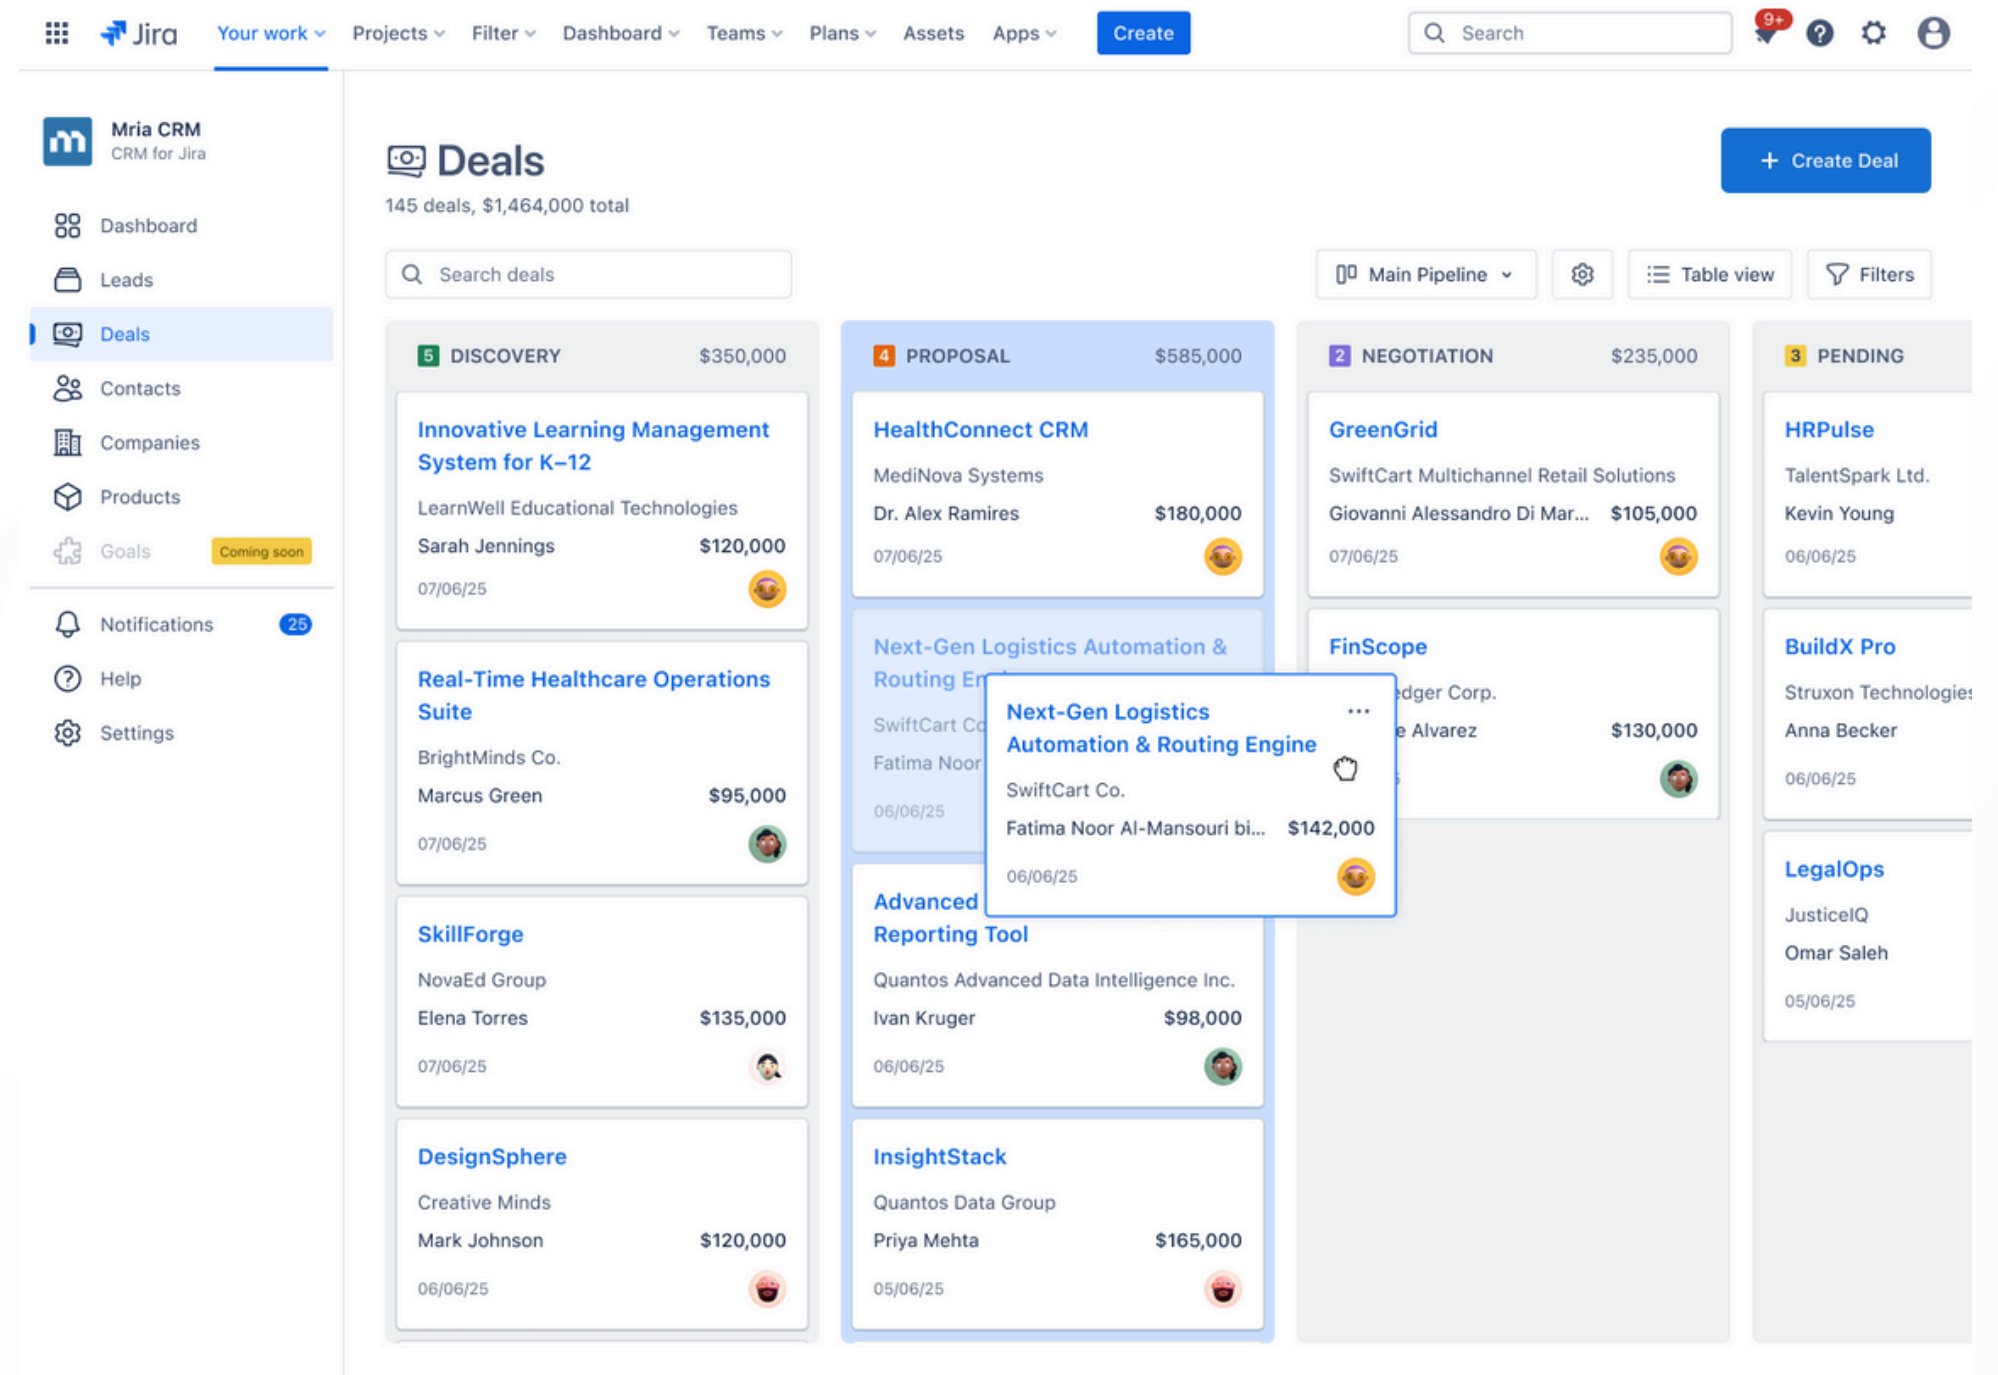 Jira
Your work
Projects
Filter
Dashboard
Teams
Plans
Assets
Apps
Create
Search
9+
Mria CRM
CRM for Jira
Dashboard
Leads
Deals
Contacts
Companies
Products
Goals
Coming soon
Notifications
25
Help
Settings
Deals
145 deals, $1,464,000 total
+ Create Deal
Search deals
Main Pipeline
Table view
Filters
5 DISCOVERY $350,000
Innovative Learning Management
System for K–12
LearnWell Educational Technologies
Sarah Jennings $120,000
07/06/25
Real-Time Healthcare Operations
Suite
BrightMinds Co.
Marcus Green $95,000
07/06/25
SkillForge
NovaEd Group
Elena Torres $135,000
07/06/25
DesignSphere
Creative Minds
Mark Johnson $120,000
06/06/25
4 PROPOSAL $585,000
HealthConnect CRM
MediNova Systems
Dr. Alex Ramires $180,000
07/06/25
Next-Gen Logistics Automation &
Routing
SwiftCart
Fatima Noor
06/06/25
Next-Gen Logistics
Automation & Routing Engine
SwiftCart Co.
Fatima Noor Al-Mansouri bi... $142,000
06/06/25
Advanced
Reporting Tool
Quantos Advanced Data Intelligence Inc.
Ivan Kruger $98,000
06/06/25
InsightStack
Quantos Data Group
Priya Mehta $165,000
05/06/25
2 NEGOTIATION $235,000
GreenGrid
SwiftCart Multichannel Retail Solutions
Giovanni Alessandro Di Mar... $105,000
07/06/25
FinScope
edger Corp.
e Alvarez $130,000
3 PENDING
HRPulse
TalentSpark Ltd.
Kevin Young
06/06/25
BuildX Pro
Struxon Technologies
Anna Becker
06/06/25
LegalOps
JusticeIQ
Omar Saleh
05/06/25